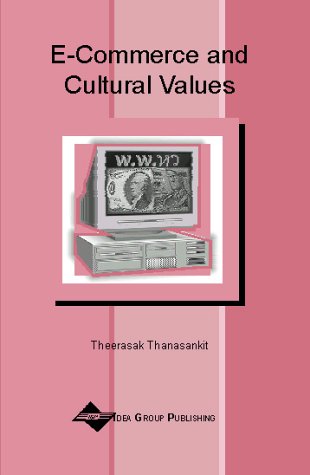 E-Commerce and
Cultural Values
Theerasak Thanasankit
IDEA GROUP PUBLISHING